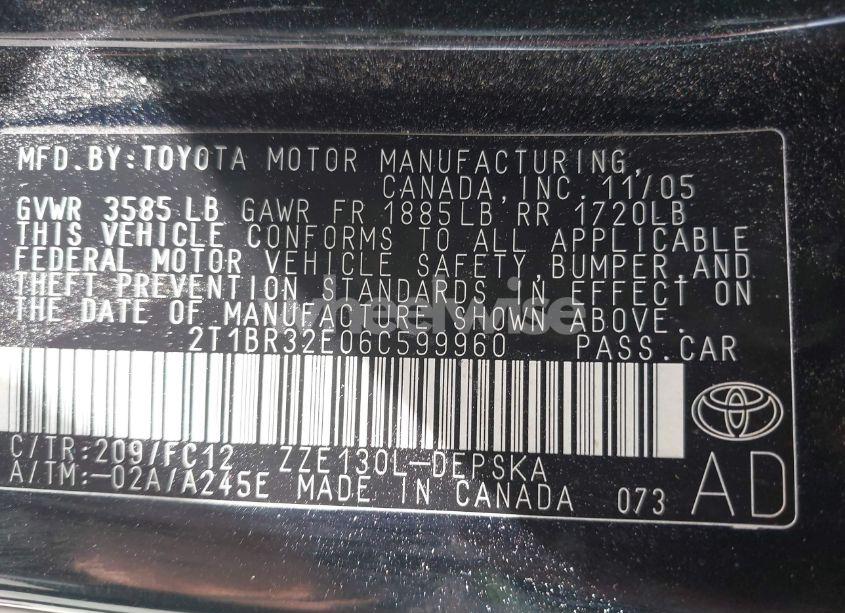 MFD.BY:TOYOTA MOTOR MANUFACTURING,
CANADA,INC. 11/05
GVWR 3585LB GAWR FR 1885LB RR 1720LB
THIS VEHICLE CONFORMS TO ALL APPLICABLE
FEDERAL MOTOR VEHICLE SAFETY,BUMPER,AND
THEFT PREVENTION STANDARDS IN EFFECT ON
THE DATE OF MANUFACTURE SHOWN ABOVE.
2T1BR32E06C599960 PASS.CAR
wheelwise
C/TR:209/FC12 ZZE130L-DEPSKA
A/TM:-02A/A245E MADE IN CANADA 073 AD